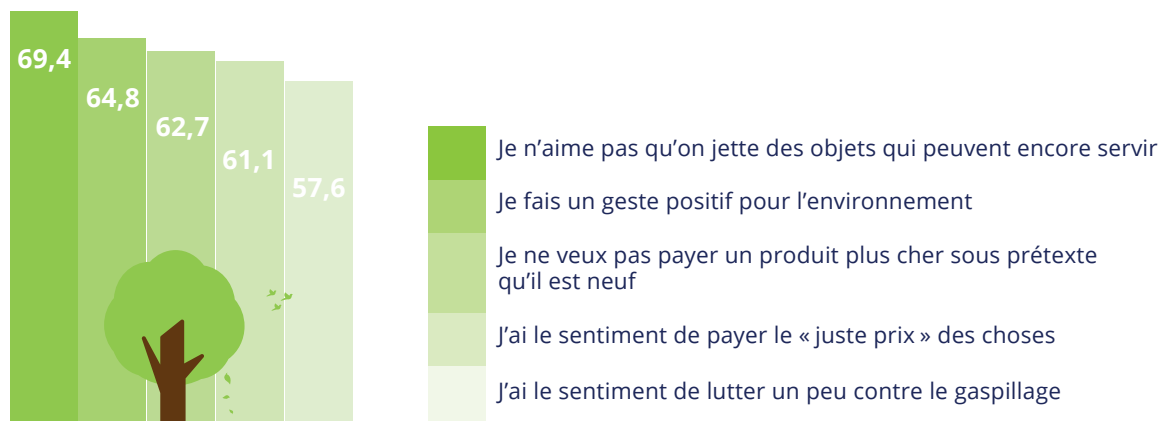 69,4
64,8
62,7
61,1
57,6
Je n’aime pas qu’on jette des objets qui peuvent encore servir
Je fais un geste positif pour l’environnement
Je ne veux pas payer un produit plus cher sous prétexte
qu’il est neuf
J’ai le sentiment de payer le « juste prix » des choses
J’ai le sentiment de lutter un peu contre le gaspillage